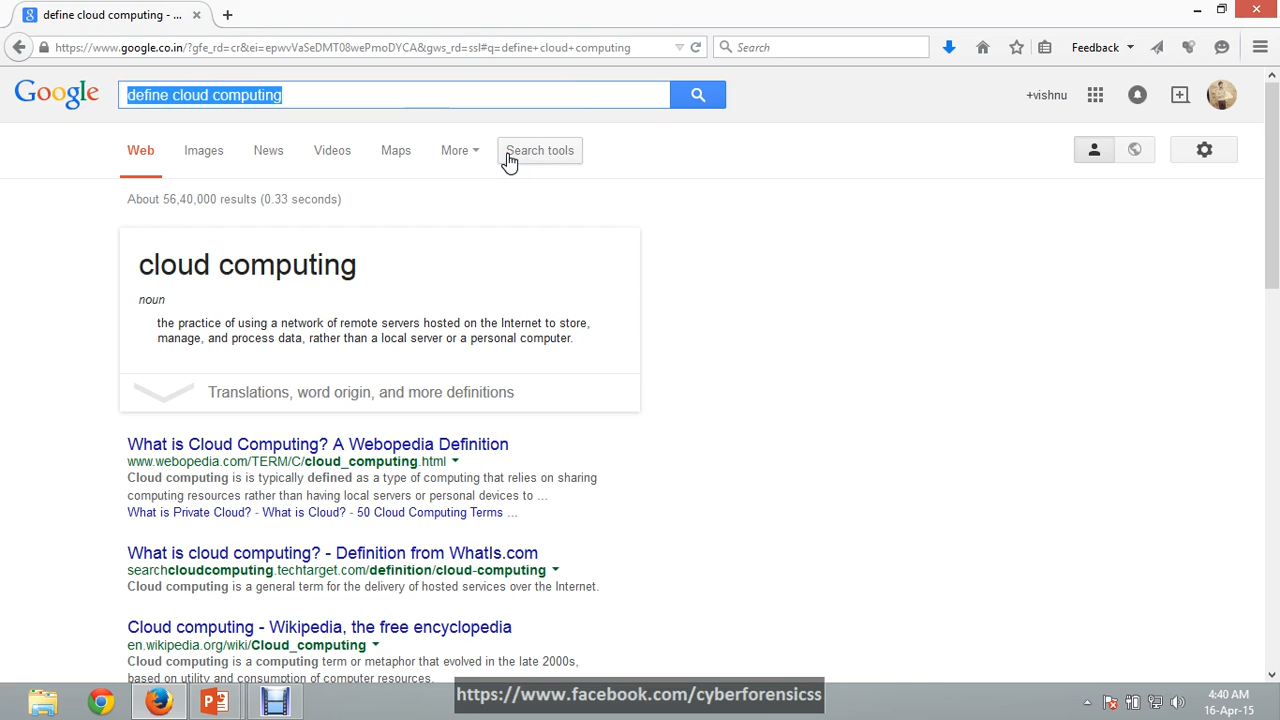 define cloud computing - ...
https://www.google.co.in/?gfe_rd=cr&ei=epwvVaSeDMT08wePmoDYCA&gws_rd=ssl#q=define+cloud+computing
Search
Feedback
Google
define cloud computing
+vishnu
Web
Images
News
Videos
Maps
More
Search tools
About 56,40,000 results (0.33 seconds)
cloud computing
noun
the practice of using a network of remote servers hosted on the Internet to store,
manage, and process data, rather than a local server or a personal computer.
Translations, word origin, and more definitions
What is Cloud Computing? A Webopedia Definition
www.webopedia.com/TERM/C/cloud_computing.html
Cloud computing is is typically defined as a type of computing that relies on sharing
computing resources rather than having local servers or personal devices to ...
What is Private Cloud? - What is Cloud? - 50 Cloud Computing Terms ...
What is cloud computing? - Definition from WhatIs.com
searchcloudcomputing.techtarget.com/definition/cloud-computing
Cloud computing is a general term for the delivery of hosted services over the Internet.
Cloud computing - Wikipedia, the free encyclopedia
en.wikipedia.org/wiki/Cloud_computing
Cloud computing is a computing term or metaphor that evolved in the late 2000s,
based on utility and consumption of computer resources.
https://www.facebook.com/cyberforensicss
4:40 AM
16-Apr-15